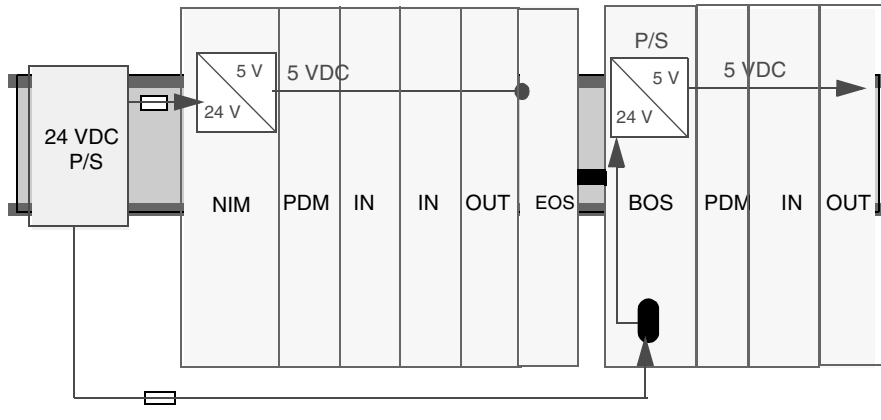 P/S
5 V
24 V
5 VDC
5 V
24 V
5 VDC
24 VDC
P/S
NIM
PDM
IN
IN
OUT
EOS
BOS
PDM
IN
OUT